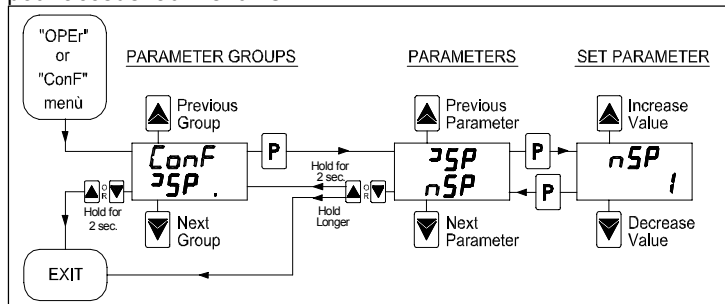 "OPEr"
or
"ConF"
menù
PARAMETER GROUPS
PARAMETERS
SET PARAMETER
Previous
Group
Previous
Parameter
Increase
Value
P
P
ConF
]SP .
Hold for
2 sec.
]SP
nSP
nSP
1
P
OR
Hold for
2 sec.
OR
Hold
Longer
Next
Group
Next
Parameter
Decrease
Value
EXIT